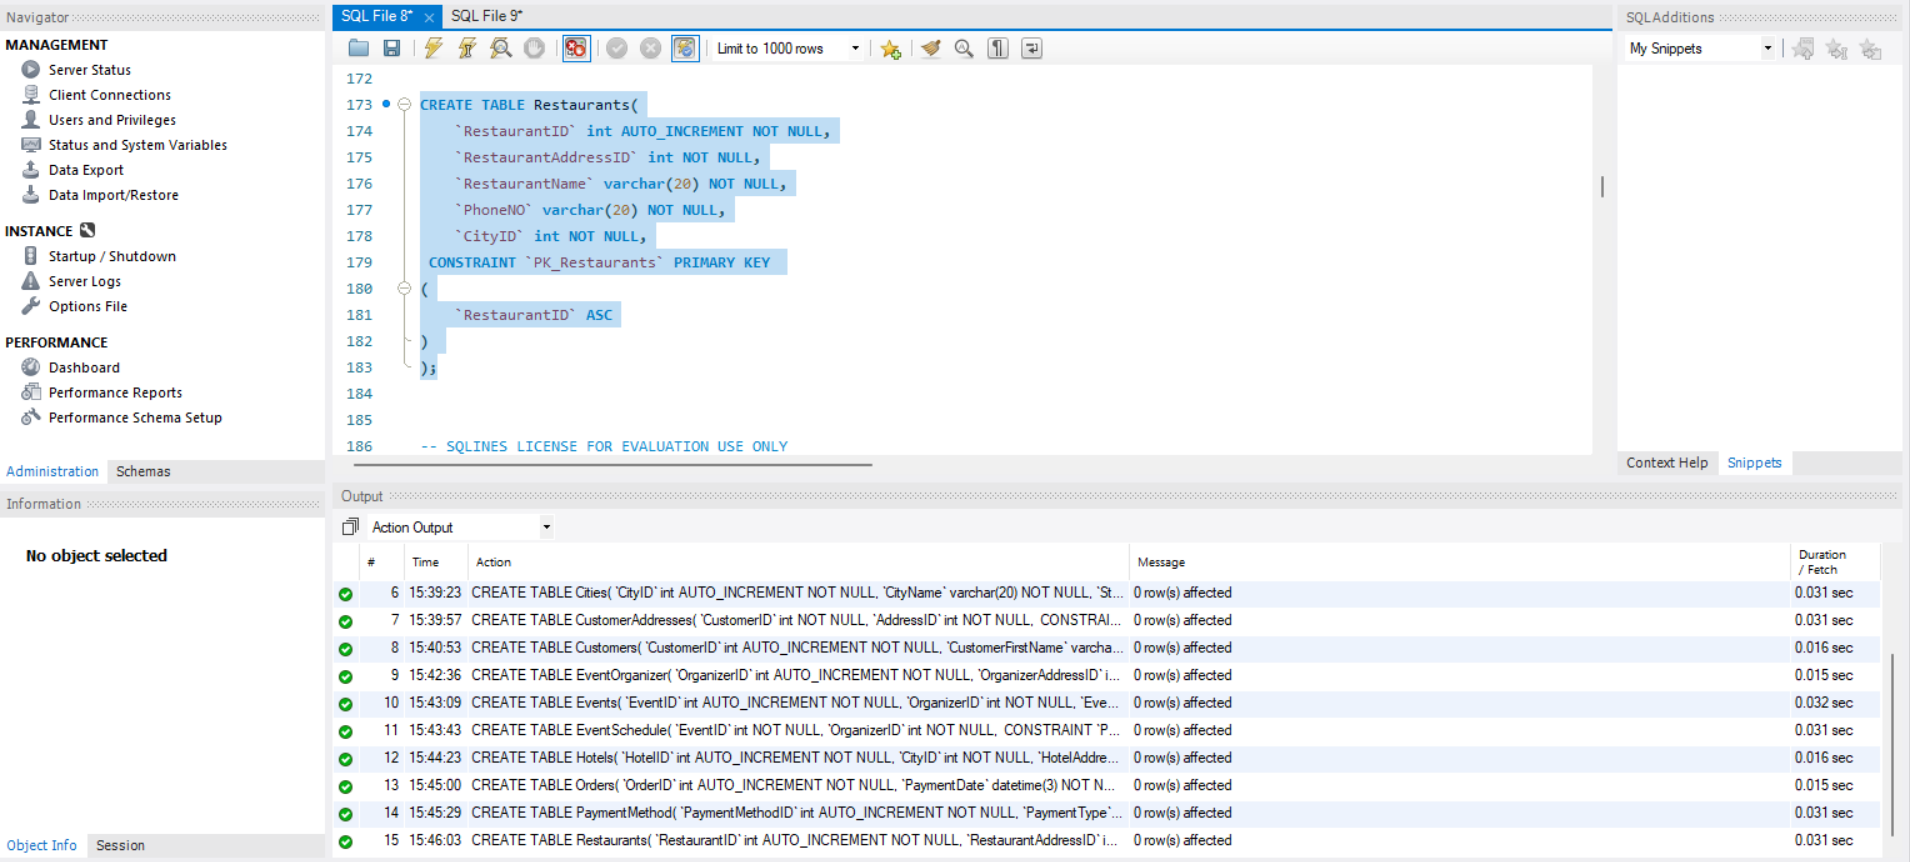 Navigator
MANAGEMENT
Server Status
Client Connections
Users and Privileges
Status and System Variables
Data Export
Data Import/Restore
INSTANCE
Startup / Shutdown
Server Logs
Options File
PERFORMANCE
Dashboard
Performance Reports
Performance Schema Setup
Administration Schemas
Information
No object selected
Object Info Session
SQL File 8* SQL File 9*
Limit to 1000 rows
172
173 CREATE TABLE Restaurants(
174 `RestaurantID` int AUTO_INCREMENT NOT NULL,
175 `RestaurantAddressID` int NOT NULL,
176 `RestaurantName` varchar(20) NOT NULL,
177 `PhoneNO` varchar(20) NOT NULL,
178 `CityID` int NOT NULL,
179 CONSTRAINT `PK_Restaurants` PRIMARY KEY
180 (
181 `RestaurantID` ASC
182 )
183 );
184
185
186 -- SQLINES LICENSE FOR EVALUATION USE ONLY
SQLAdditions
My Snippets
Context Help Snippets
Output
Action Output
# Time Action Message Duration / Fetch
6 15:39:23 CREATE TABLE Cities( `CityID` int AUTO_INCREMENT NOT NULL, `CityName` varchar(20) NOT NULL, `St... 0 row(s) affected 0.031 sec
7 15:39:57 CREATE TABLE CustomerAddresses( `CustomerID` int NOT NULL, `AddressID` int NOT NULL, CONSTRAI... 0 row(s) affected 0.031 sec
8 15:40:53 CREATE TABLE Customers( `CustomerID` int AUTO_INCREMENT NOT NULL, `CustomerFirstName` varcha... 0 row(s) affected 0.016 sec
9 15:42:36 CREATE TABLE EventOrganizer( `OrganizerID` int AUTO_INCREMENT NOT NULL, `OrganizerAddressID` i... 0 row(s) affected 0.015 sec
10 15:43:09 CREATE TABLE Events( `EventID` int AUTO_INCREMENT NOT NULL, `OrganizerID` int NOT NULL, `Eve... 0 row(s) affected 0.032 sec
11 15:43:43 CREATE TABLE EventSchedule( `EventID` int NOT NULL, `OrganizerID` int NOT NULL, CONSTRAINT `P... 0 row(s) affected 0.031 sec
12 15:44:23 CREATE TABLE Hotels( `HotelID` int AUTO_INCREMENT NOT NULL, `CityID` int NOT NULL, `HotelAddre... 0 row(s) affected 0.016 sec
13 15:45:00 CREATE TABLE Orders( `OrderID` int AUTO_INCREMENT NOT NULL, `PaymentDate` datetime(3) NOT N... 0 row(s) affected 0.015 sec
14 15:45:29 CREATE TABLE PaymentMethod( `PaymentMethodID` int AUTO_INCREMENT NOT NULL, `PaymentType`... 0 row(s) affected 0.031 sec
15 15:46:03 CREATE TABLE Restaurants( `RestaurantID` int AUTO_INCREMENT NOT NULL, `RestaurantAddressID` i... 0 row(s) affected 0.031 sec